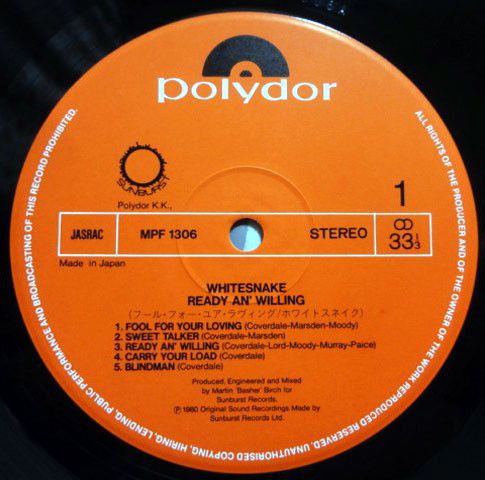 polydor
SUNBURST
Polydor K.K.,
1
JASRAC
MPF 1306
STEREO
33 1/3
Made in Japan
WHITESNAKE
READY AN' WILLING
(フール・フォー・ユア・ラヴィング/ホワイトスネイク)
1. FOOL FOR YOUR LOVING (Coverdale-Marsden-Moody)
2. SWEET TALKER (Coverdale-Marsden)
3. READY AN' WILLING (Coverdale-Lord-Moody-Murray-Paice)
4. CARRY YOUR LOAD (Coverdale)
5. BLINDMAN (Coverdale)
Produced, Engineered and Mixed
by Martin 'Basher' Birch for
Sunburst Records.
Ⓟ1980 Original Sound Recordings Made by
Sunburst Records Ltd.
ALL RIGHTS OF THE PRODUCER AND OF THE OWNER OF THE WORK REPRODUCED RESERVED. UNAUTHORISED COPYING, HIRING, LENDING, PUBLIC PERFORMANCE AND BROADCASTING OF THIS RECORD PROHIBITED.